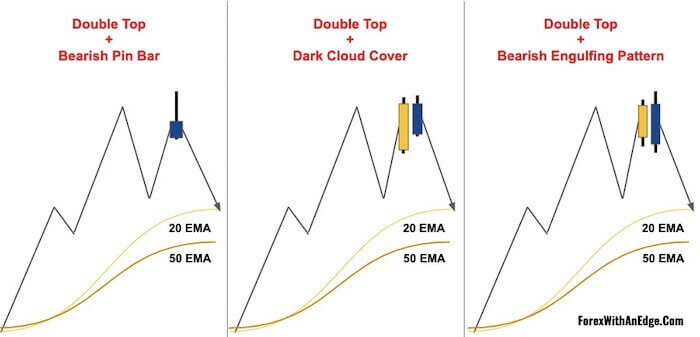 Double Top
+
Bearish Pin Bar
20 EMA
50 EMA
Double Top
+
Dark Cloud Cover
20 EMA
50 EMA
Double Top
+
Bearish Engulfing Pattern
20 EMA
50 EMA
ForexWithAnEdge.Com